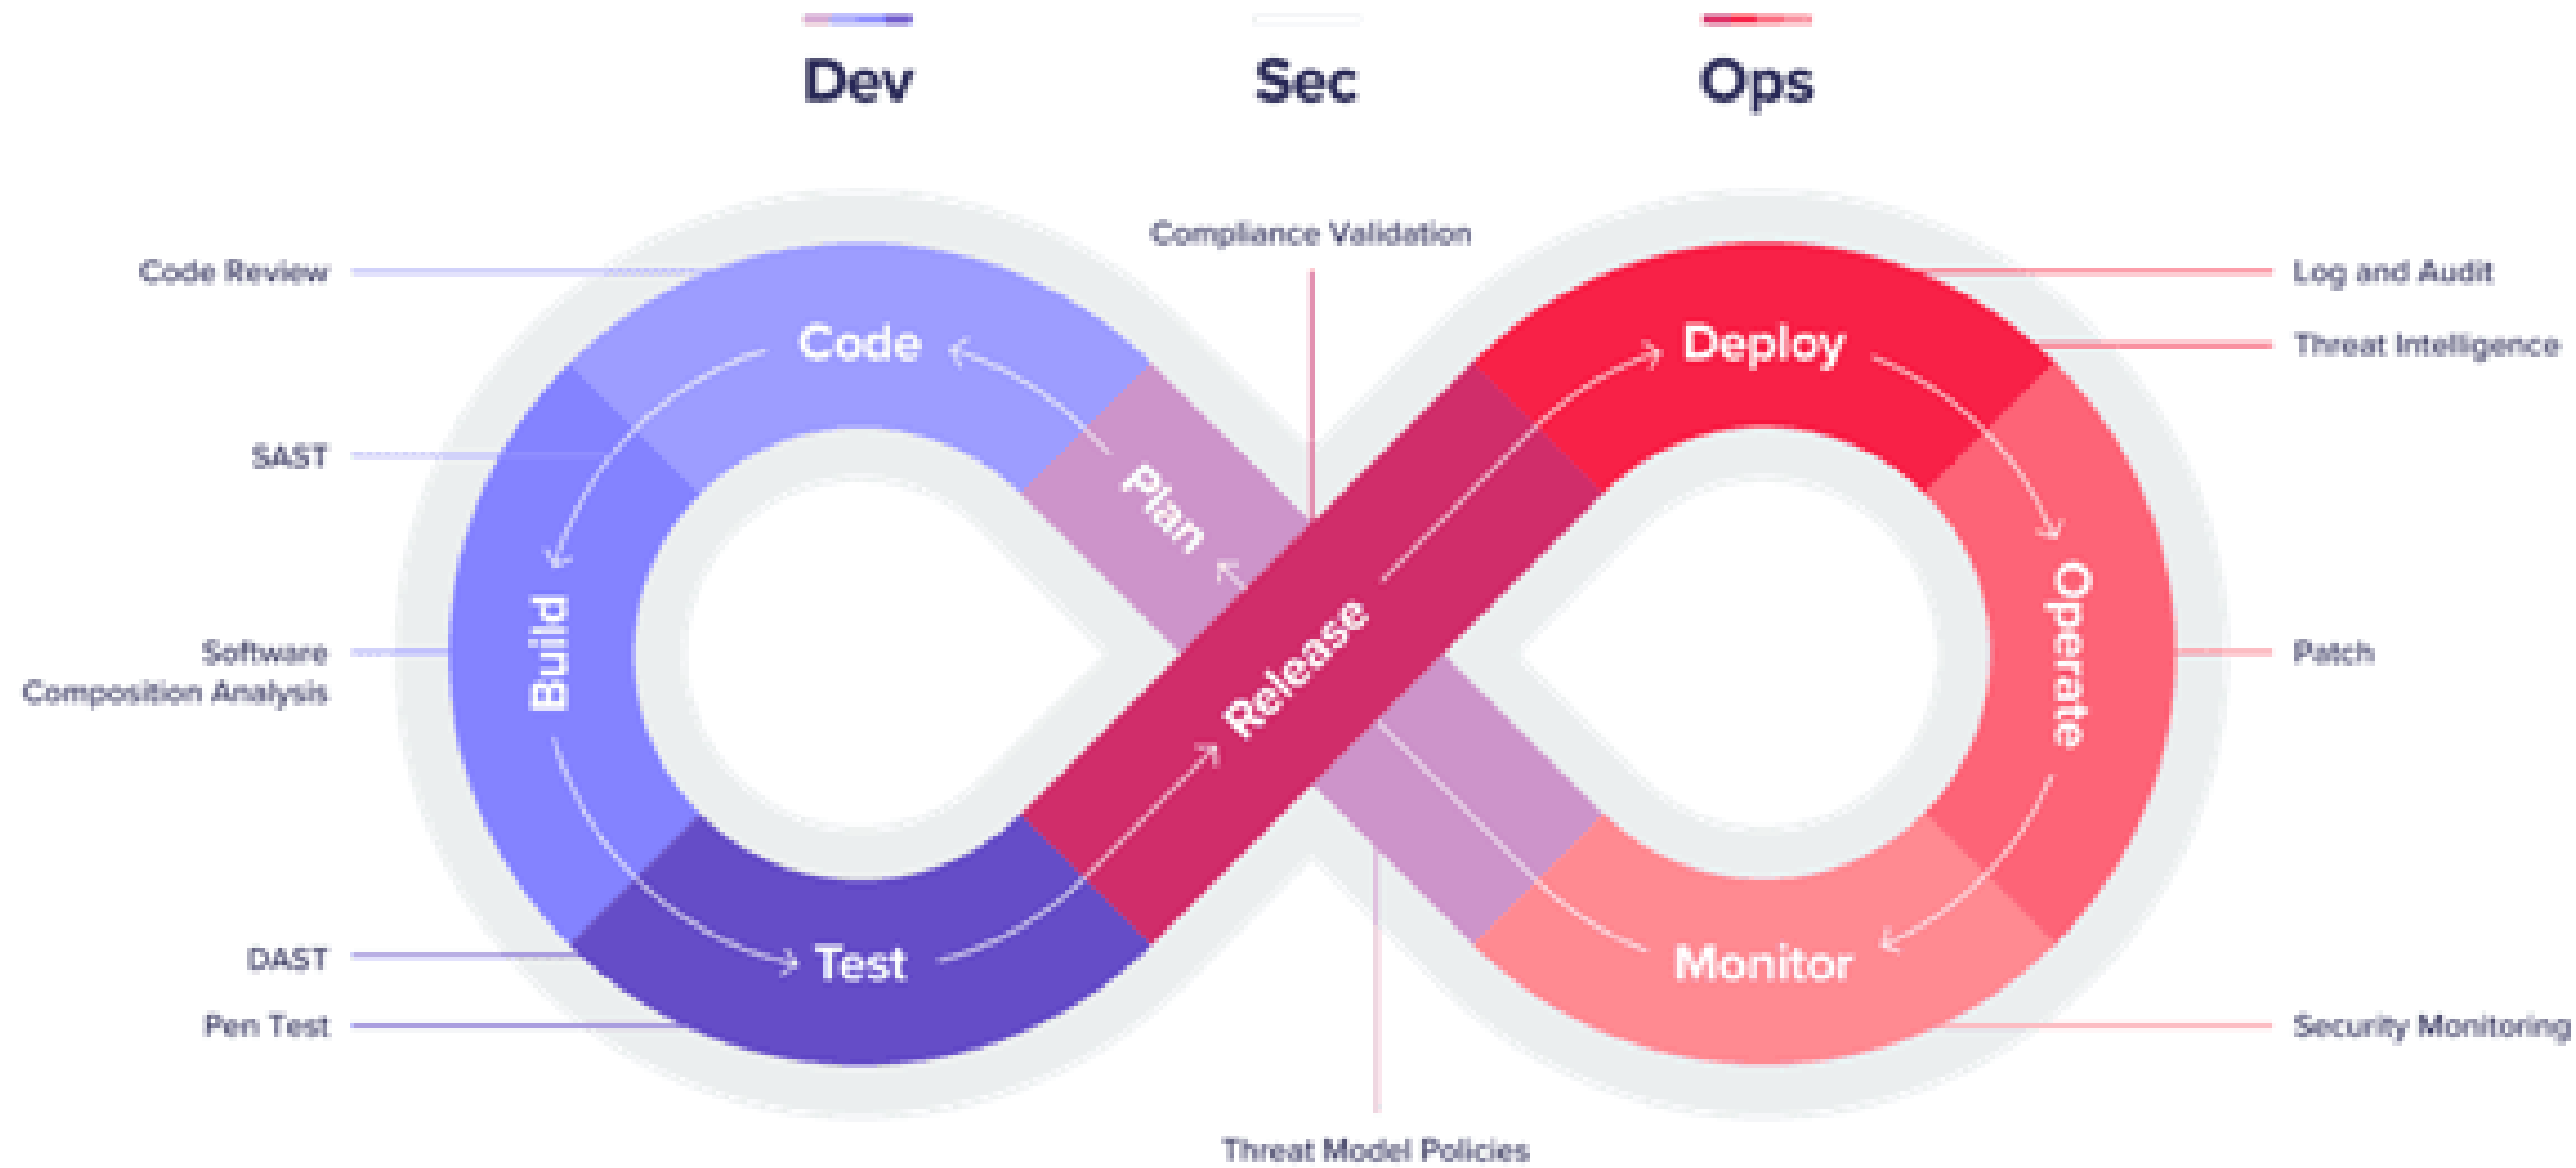 Dev
Sec
Ops
Compliance Validation
Code Review
Log and Audit
Code
Deploy
Threat Intelligence
SAST
Plan
Build
Software
Composition Analysis
Release
Operate
Patch
DAST
Test
Monitor
Pen Test
Security Monitoring
Threat Model Policies